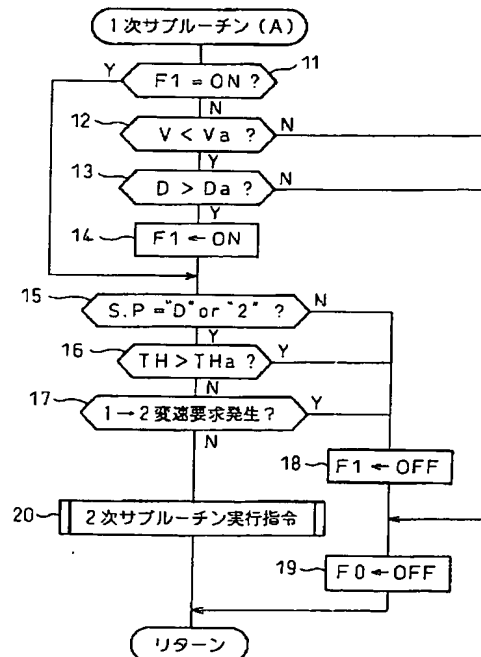 1次サブルーチン(A)
Y
F1=ON?
11
N
12
V<Va?
N
Y
13
D>Da?
N
Y
14
F1←ON
15
S.P="D"or"2"?
N
Y
16
TH>THa?
Y
N
17
1→2変速要求発生?
Y
N
18
F1←OFF
20
2次サブルーチン実行指令
19
F0←OFF
リターン